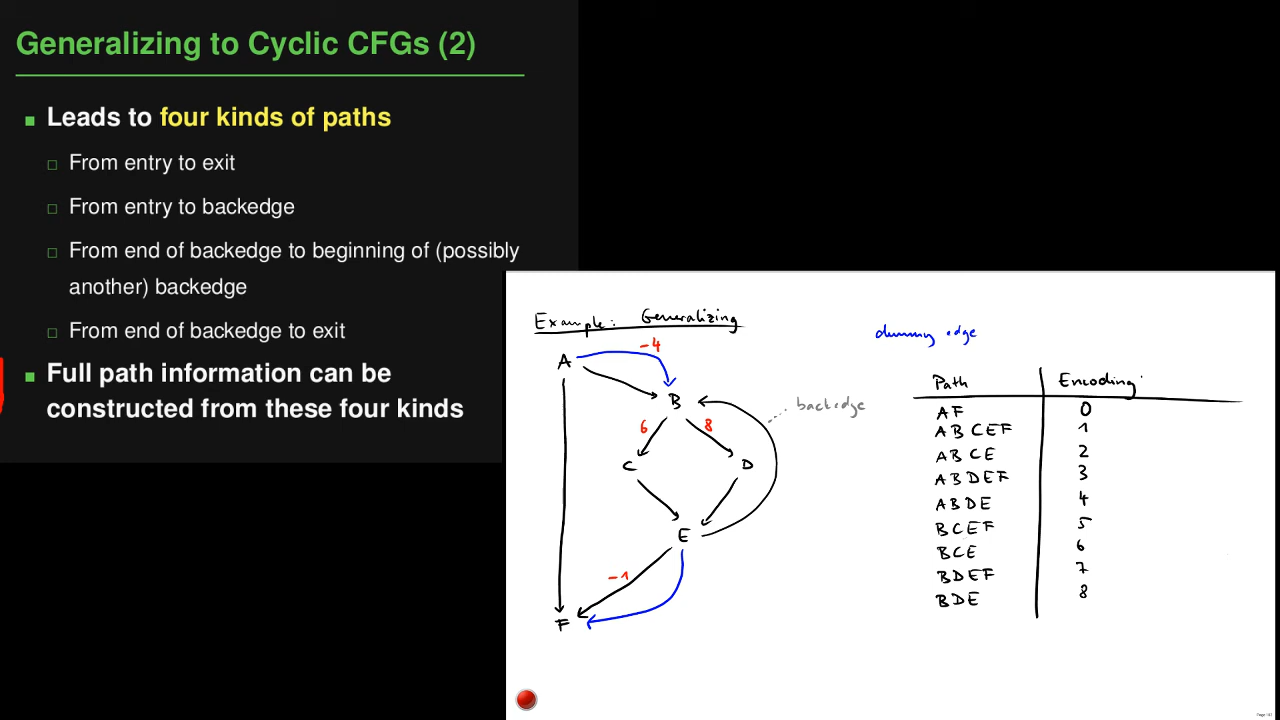 Generalizing to Cyclic CFGs (2)
Leads to four kinds of paths
From entry to exit
From entry to backedge
From end of backedge to beginning of (possibly
another) backedge
From end of backedge to exit
Full path information can be
constructed from these four kinds
Example: Generalizing
dummy edge
A
-4
B
backedge
6
8
C
D
E
-1
F
Path Encoding
AF 0
ABCEF 1
ABCE 2
ABDEF 3
ABDE 4
BCEF 5
BCE 6
BDEF 7
BDE 8